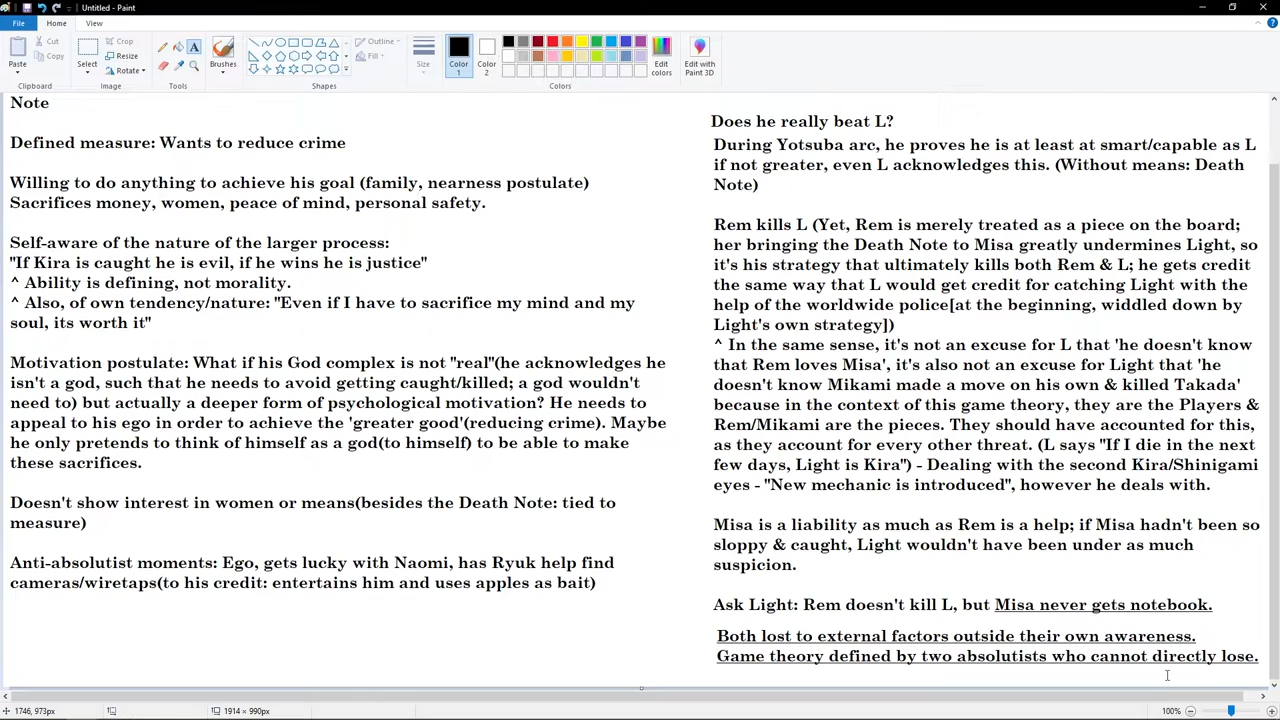 Untitled - Paint
File
Home
View
Paste
Cut
Copy
Clipboard
Select
Crop
Resize
Rotate
Image
A
Tools
Brushes
Shapes
Outline
Fill
Size
Color
1
Color
2
Edit
colors
Colors
Edit with
Paint 3D
Note
Defined measure: Wants to reduce crime
Willing to do anything to achieve his goal (family, nearness postulate)
Sacrifices money, women, peace of mind, personal safety.
Self-aware of the nature of the larger process:
"If Kira is caught he is evil, if he wins he is justice"
^ Ability is defining, not morality.
^ Also, of own tendency/nature: "Even if I have to sacrifice my mind and my
soul, its worth it"
Motivation postulate: What if his God complex is not "real"(he acknowledges he
isn't a god, such that he needs to avoid getting caught/killed; a god wouldn't
need to) but actually a deeper form of psychological motivation? He needs to
appeal to his ego in order to achieve the 'greater good'(reducing crime). Maybe
he only pretends to think of himself as a god(to himself) to be able to make
these sacrifices.
Doesn't show interest in women or means(besides the Death Note: tied to
measure)
Anti-absolutist moments: Ego, gets lucky with Naomi, has Ryuk help find
cameras/wiretaps(to his credit: entertains him and uses apples as bait)
Does he really beat L?
During Yotsuba arc, he proves he is at least at smart/capable as L
if not greater, even L acknowledges this. (Without means: Death
Note)
Rem kills L (Yet, Rem is merely treated as a piece on the board;
her bringing the Death Note to Misa greatly undermines Light, so
it's his strategy that ultimately kills both Rem & L; he gets credit
the same way that L would get credit for catching Light with the
help of the worldwide police[at the beginning, widdled down by
Light's own strategy])
^ In the same sense, it's not an excuse for L that 'he doesn't know
that Rem loves Misa', it's also not an excuse for Light that 'he
doesn't know Mikami made a move on his own & killed Takada'
because in the context of this game theory, they are the Players &
Rem/Mikami are the pieces. They should have accounted for this,
as they account for every other threat. (L says "If I die in the next
few days, Light is Kira") - Dealing with the second Kira/Shinigami
eyes - "New mechanic is introduced", however he deals with.
Misa is a liability as much as Rem is a help; if Misa hadn't been so
sloppy & caught, Light wouldn't have been under as much
suspicion.
Ask Light: Rem doesn't kill L, but Misa never gets notebook.
Both lost to external factors outside their own awareness.
Game theory defined by two absolutists who cannot directly lose.
1746, 973px
1914 × 990px
100%